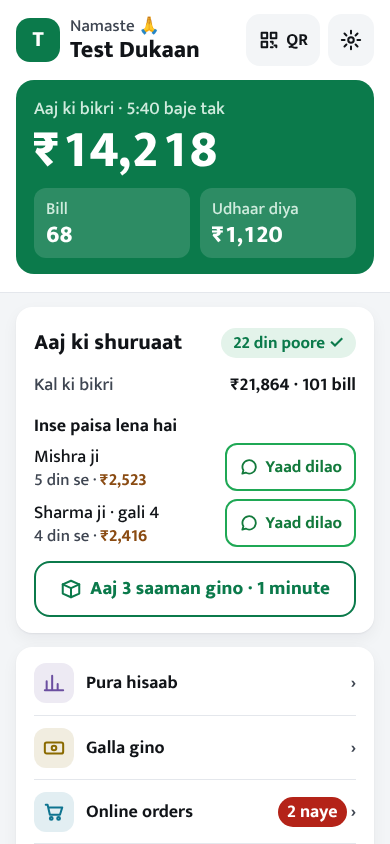 T
Namaste 🙏
Test Dukaan
QR
Aaj ki bikri · 5:40 baje tak
₹14,218
Bill
68
Udhaar diya
₹1,120
Aaj ki shuruaat
22 din poore ✓
Kal ki bikri
₹21,864 · 101 bill
Inse paisa lena hai
Mishra ji
5 din se · ₹2,523
Yaad dilao
Sharma ji · gali 4
4 din se · ₹2,416
Yaad dilao
Aaj 3 saaman gino · 1 minute
Pura hisaab ›
Galla gino ›
Online orders
2 naye ›